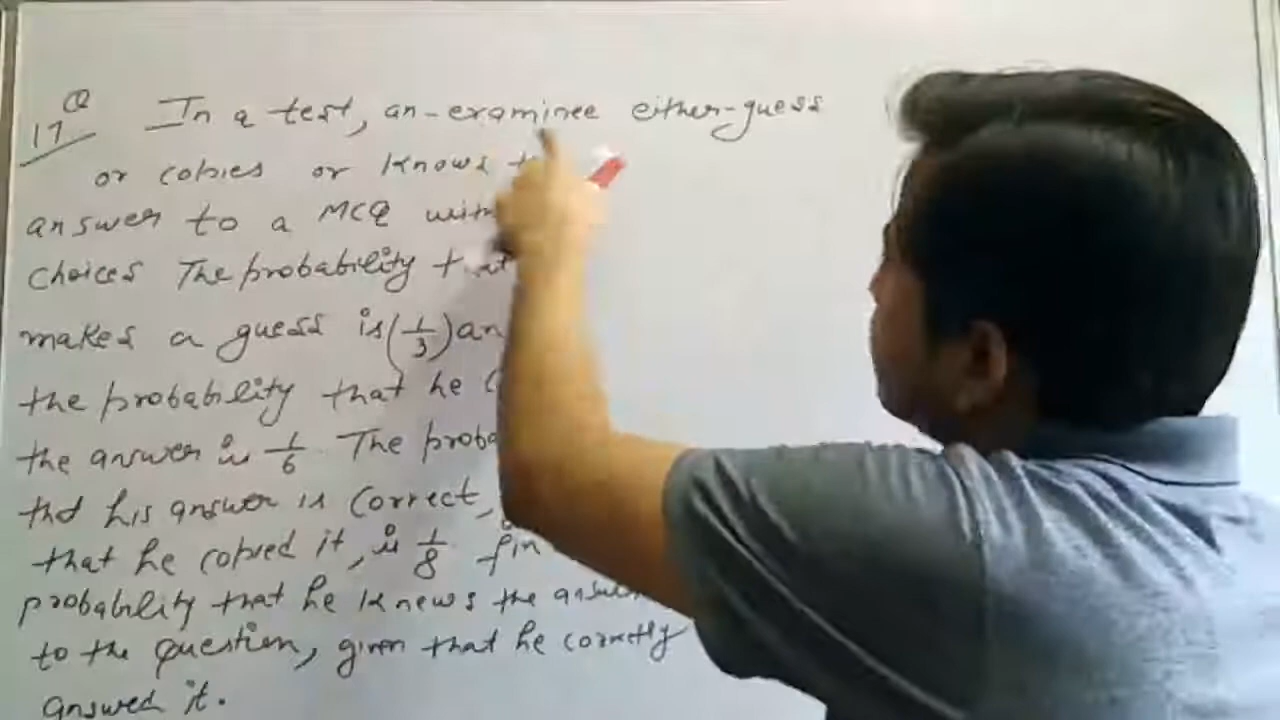 17 Q In a test, an-examinee either-guess
or copies or knows
answer to a MCQ with
choices The probability that
makes a guess is (1/3) an
the probability that he
the answer is 1/6 The proba
tht his answer is correct,
that he copied it, is 1/8 fin
probability that he knews the answ
to the question, given that he correctly
answered it.